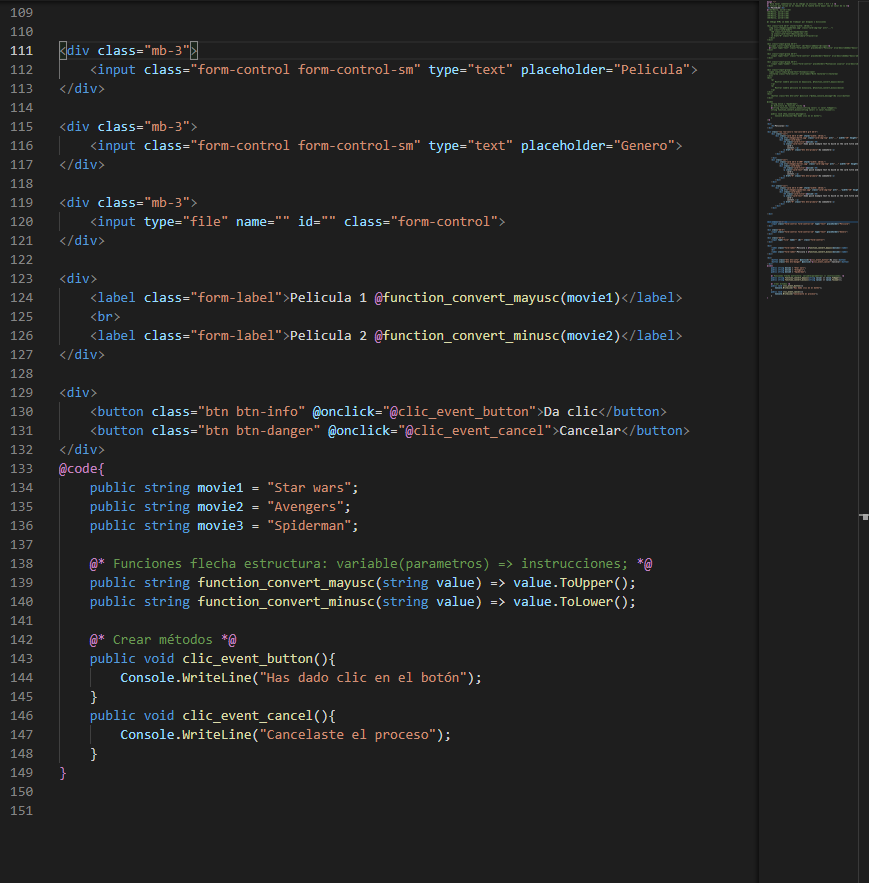 109
110
111 <div class="mb-3">
112 <input class="form-control form-control-sm" type="text" placeholder="Pelicula">
113 </div>
114
115 <div class="mb-3">
116 <input class="form-control form-control-sm" type="text" placeholder="Genero">
117 </div>
118
119 <div class="mb-3">
120 <input type="file" name="" id="" class="form-control">
121 </div>
122
123 <div>
124 <label class="form-label">Pelicula 1 @function_convert_mayusc(movie1)</label>
125 <br>
126 <label class="form-label">Pelicula 2 @function_convert_minusc(movie2)</label>
127 </div>
128
129 <div>
130 <button class="btn btn-info" @onclick="@clic_event_button">Da clic</button>
131 <button class="btn btn-danger" @onclick="@clic_event_cancel">Cancelar</button>
132 </div>
133 @code{
134 public string movie1 = "Star wars";
135 public string movie2 = "Avengers";
136 public string movie3 = "Spiderman";
137
138 @* Funciones flecha estructura: variable(parametros) => instrucciones; *@
139 public string function_convert_mayusc(string value) => value.ToUpper();
140 public string function_convert_minusc(string value) => value.ToLower();
141
142 @* Crear métodos *@
143 public void clic_event_button(){
144 Console.WriteLine("Has dado clic en el botón");
145 }
146 public void clic_event_cancel(){
147 Console.WriteLine("Cancelaste el proceso");
148 }
149 }
150
151